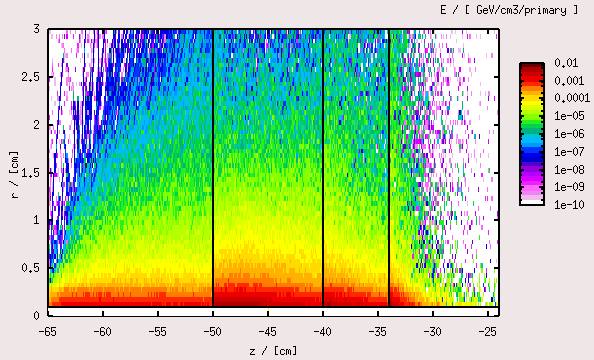 E / [ GeV/cm3/primary ]
3
2.5
2
1.5
1
0.5
0
r / [cm]
-65
-60
-55
-50
-45
-40
-35
-30
-25
z / [cm]
0.01
0.001
0.0001
1e-05
1e-06
1e-07
1e-08
1e-09
1e-10